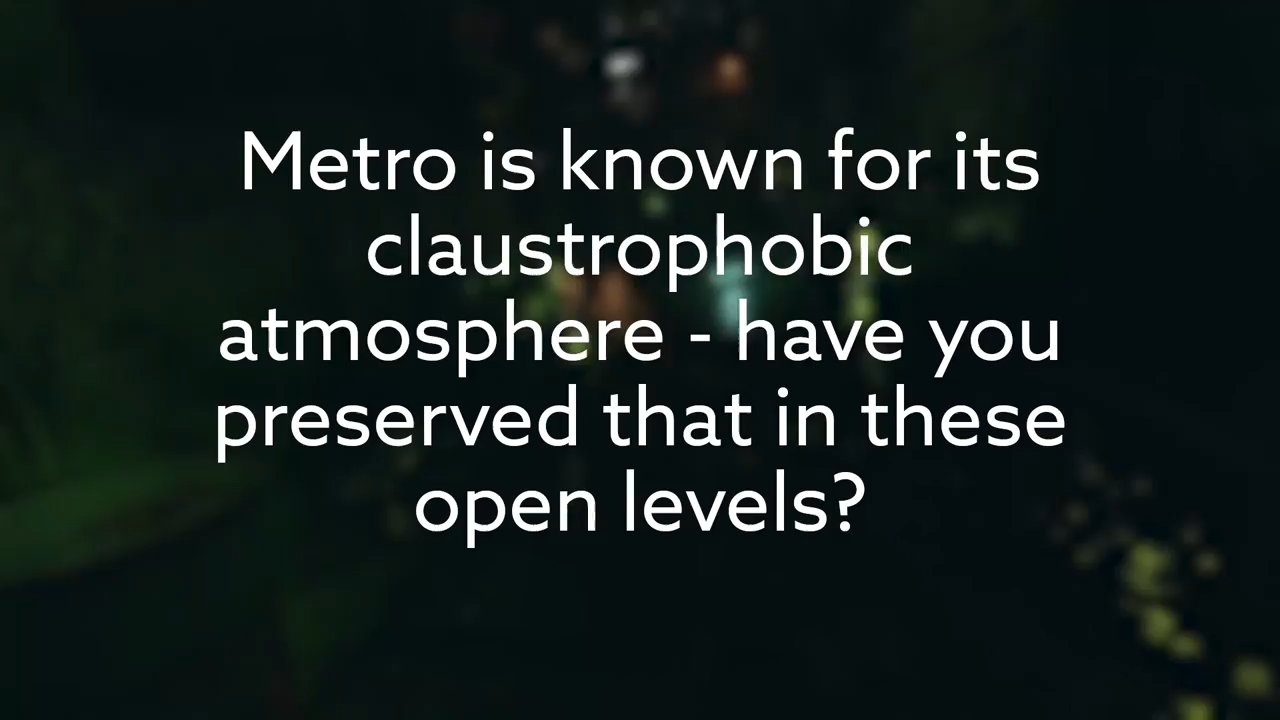 Metro is known for its
claustrophobic
atmosphere - have you
preserved that in these
open levels?